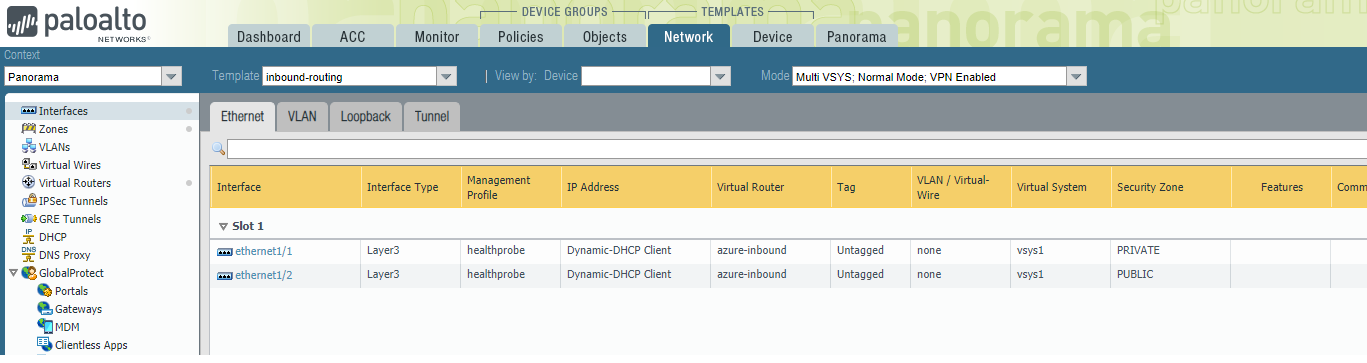 paloalto
NETWORKS®
DEVICE GROUPS TEMPLATES
Dashboard ACC Monitor Policies Objects Network Device Panorama
panorama
Context
Panorama Template inbound-routing View by: Device Mode Multi VSYS; Normal Mode; VPN Enabled
Interfaces
Zones
VLANs
Virtual Wires
Virtual Routers
IPSec Tunnels
GRE Tunnels
DHCP
DNS Proxy
GlobalProtect
Portals
Gateways
MDM
Clientless Apps
Ethernet VLAN Loopback Tunnel
Interface Interface Type Management Profile IP Address Virtual Router Tag VLAN / Virtual-Wire Virtual System Security Zone Features Comm
Slot 1
ethernet1/1 Layer3 healthprobe Dynamic-DHCP Client azure-inbound Untagged none vsys1 PRIVATE
ethernet1/2 Layer3 healthprobe Dynamic-DHCP Client azure-inbound Untagged none vsys1 PUBLIC